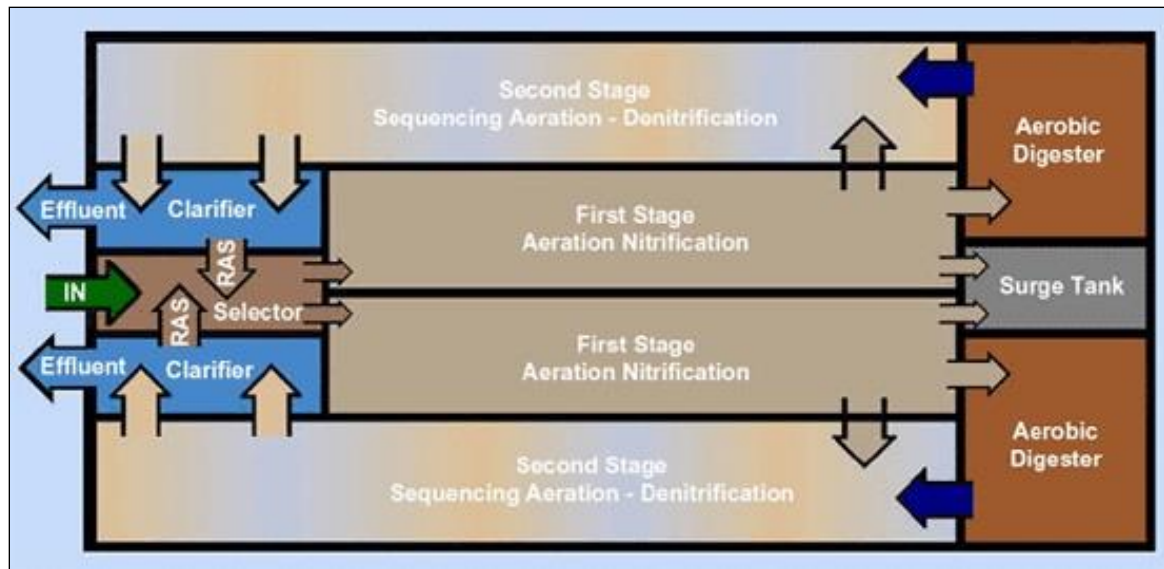 Second Stage
Sequencing Aeration - Denitrification
Aerobic
Digester
Effluent
Clarifier
First Stage
Aeration Nitrification
RAS
IN
Selector
Surge Tank
RAS
Effluent
Clarifier
First Stage
Aeration Nitrification
Aerobic
Digester
Second Stage
Sequencing Aeration - Denitrification